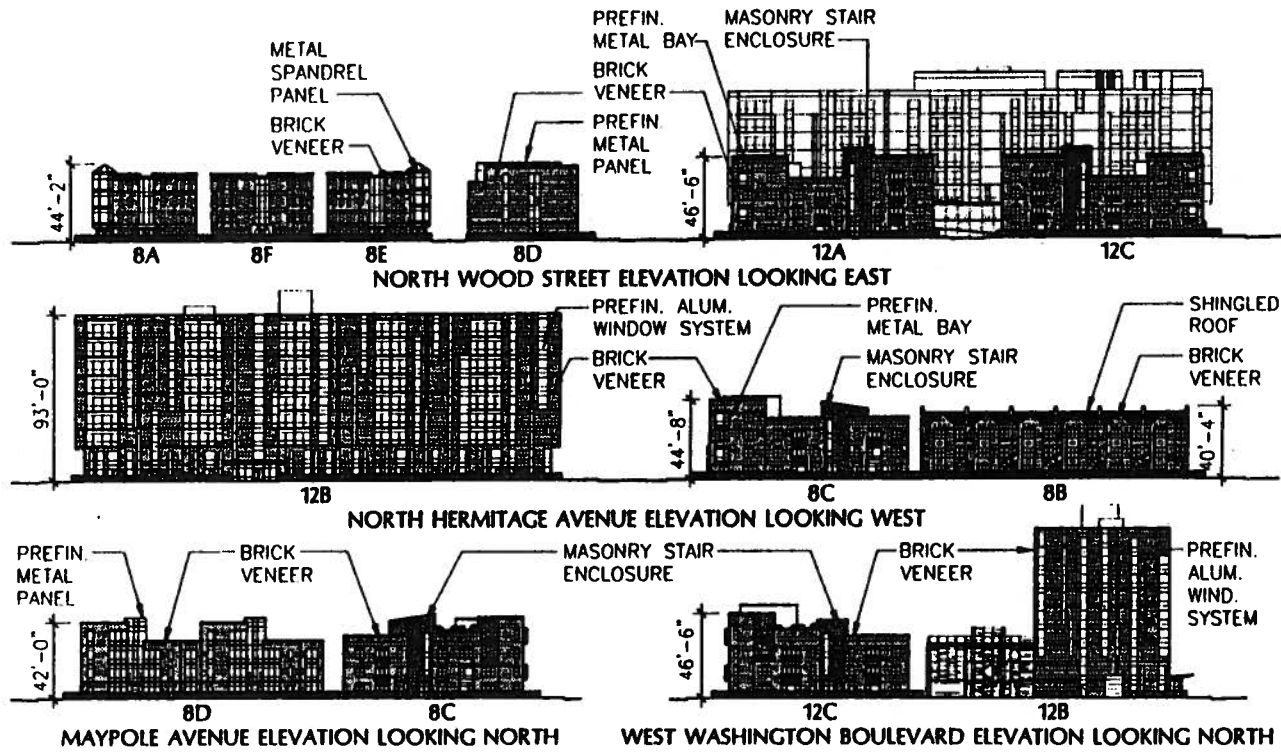 METAL
SPANDREL
PANEL
BRICK
VENEER
PREFIN.
METAL BAY
BRICK
VENEER
PREFIN.
METAL
PANEL
MASONRY STAIR
ENCLOSURE
44'-2"
46'-6"
8A
8F
8E
8D
12A
12C
NORTH WOOD STREET ELEVATION LOOKING EAST
93'-0"
PREFIN. ALUM.
WINDOW SYSTEM
BRICK
VENEER
PREFIN.
METAL BAY
MASONRY STAIR
ENCLOSURE
SHINGLED
ROOF
BRICK
VENEER
44'-8"
40'-4"
12B
8C
8B
NORTH HERMITAGE AVENUE ELEVATION LOOKING WEST
PREFIN.
METAL
PANEL
BRICK
VENEER
MASONRY STAIR
ENCLOSURE
BRICK
VENEER
PREFIN.
ALUM.
WIND.
SYSTEM
42'-0"
46'-6"
8D
8C
12C
12B
MAYPOLE AVENUE ELEVATION LOOKING NORTH
WEST WASHINGTON BOULEVARD ELEVATION LOOKING NORTH